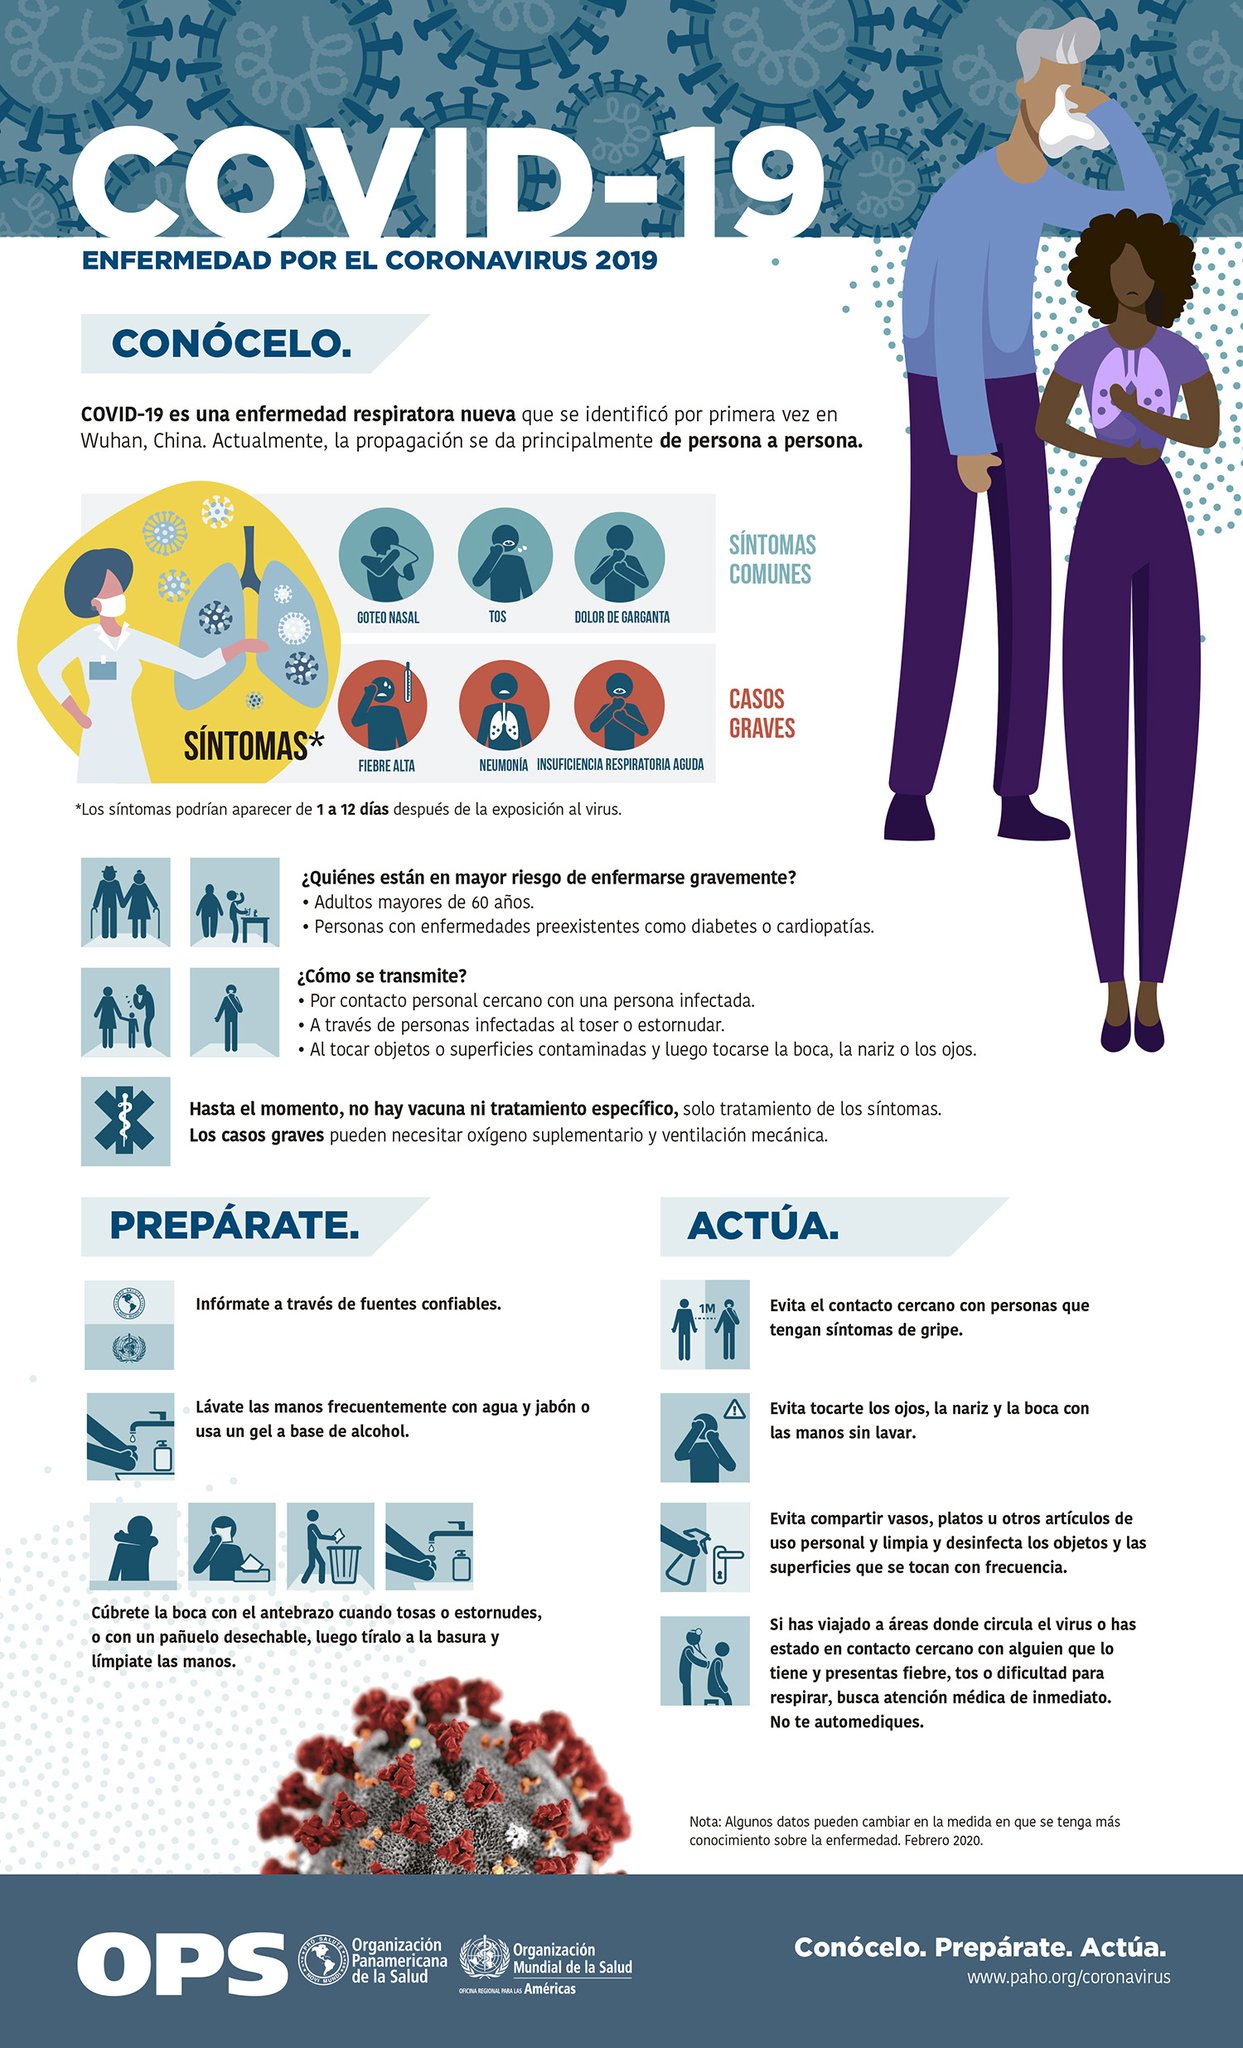 COVID-19
ENFERMEDAD POR EL CORONAVIRUS 2019
CONÓCELO.
COVID-19 es una enfermedad respiratora nueva que se identificó por primera vez en
Wuhan, China. Actualmente, la propagación se da principalmente de persona a persona.
SÍNTOMAS*
GOTEO NASAL
TOS
DOLOR DE GARGANTA
SÍNTOMAS
COMUNES
FIEBRE ALTA
NEUMONÍA
INSUFICIENCIA RESPIRATORIA AGUDA
CASOS
GRAVES
*Los síntomas podrían aparecer de 1 a 12 días después de la exposición al virus.
¿Quiénes están en mayor riesgo de enfermarse gravemente?
• Adultos mayores de 60 años.
• Personas con enfermedades preexistentes como diabetes o cardiopatías.
¿Cómo se transmite?
• Por contacto personal cercano con una persona infectada.
• A través de personas infectadas al toser o estornudar.
• Al tocar objetos o superficies contaminadas y luego tocarse la boca, la nariz o los ojos.
Hasta el momento, no hay vacuna ni tratamiento específico, solo tratamiento de los síntomas.
Los casos graves pueden necesitar oxígeno suplementario y ventilación mecánica.
PREPÁRATE.
Infórmate a través de fuentes confiables.
Lávate las manos frecuentemente con agua y jabón o
usa un gel a base de alcohol.
Cúbrete la boca con el antebrazo cuando tosas o estornudes,
o con un pañuelo desechable, luego tíralo a la basura y
límpiate las manos.
ACTÚA.
1M
Evita el contacto cercano con personas que
tengan síntomas de gripe.
Evita tocarte los ojos, la nariz y la boca con
las manos sin lavar.
Evita compartir vasos, platos u otros artículos de
uso personal y limpia y desinfecta los objetos y las
superficies que se tocan con frecuencia.
Si has viajado a áreas donde circula el virus o has
estado en contacto cercano con alguien que lo
tiene y presentas fiebre, tos o dificultad para
respirar, busca atención médica de inmediato.
No te automediques.
Nota: Algunos datos pueden cambiar en la medida en que se tenga más
conocimiento sobre la enfermedad. Febrero 2020.
OPS
PRO SALUTE
NOVI MUNDI
Organización
Panamericana
de la Salud
Organización
Mundial de la Salud
OFICINA REGIONAL PARA LAS Américas
Conócelo. Prepárate. Actúa.
www.paho.org/coronavirus